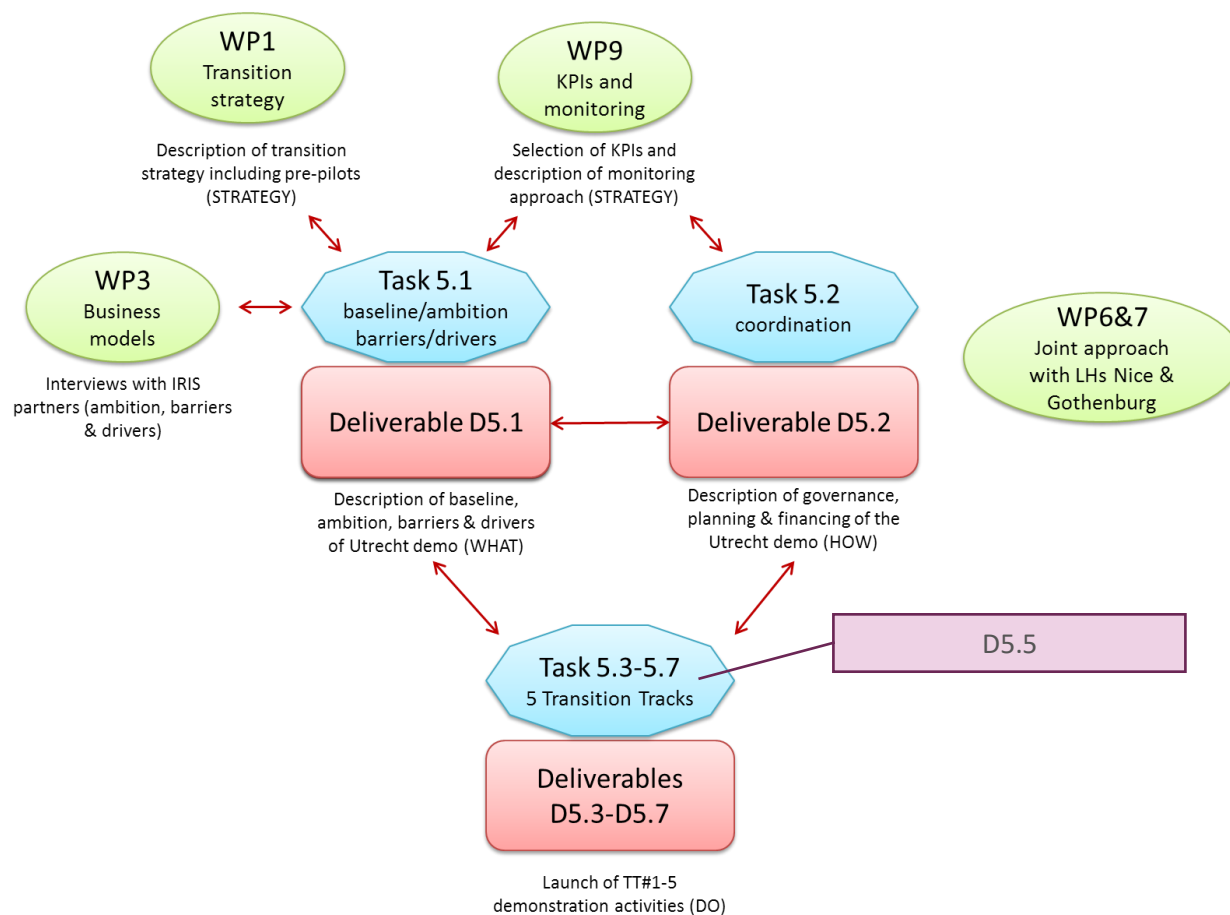 WP1
Transition
strategy
WP9
KPIs and
monitoring
Description of transition
strategy including pre-pilots
(STRATEGY)
Selection of KPIs and
description of monitoring
approach (STRATEGY)
WP3
Business
models
Task 5.1
baseline/ambition
barriers/drivers
Task 5.2
coordination
WP6&7
Joint approach
with LHs Nice &
Gothenburg
Interviews with IRIS
partners (ambition, barriers
& drivers)
Deliverable D5.1
Deliverable D5.2
Description of baseline,
ambition, barriers & drivers
of Utrecht demo (WHAT)
Description of governance,
planning & financing of the
Utrecht demo (HOW)
Task 5.3-5.7
5 Transition Tracks
D5.5
Deliverables
D5.3-D5.7
Launch of TT#1-5
demonstration activities (DO)